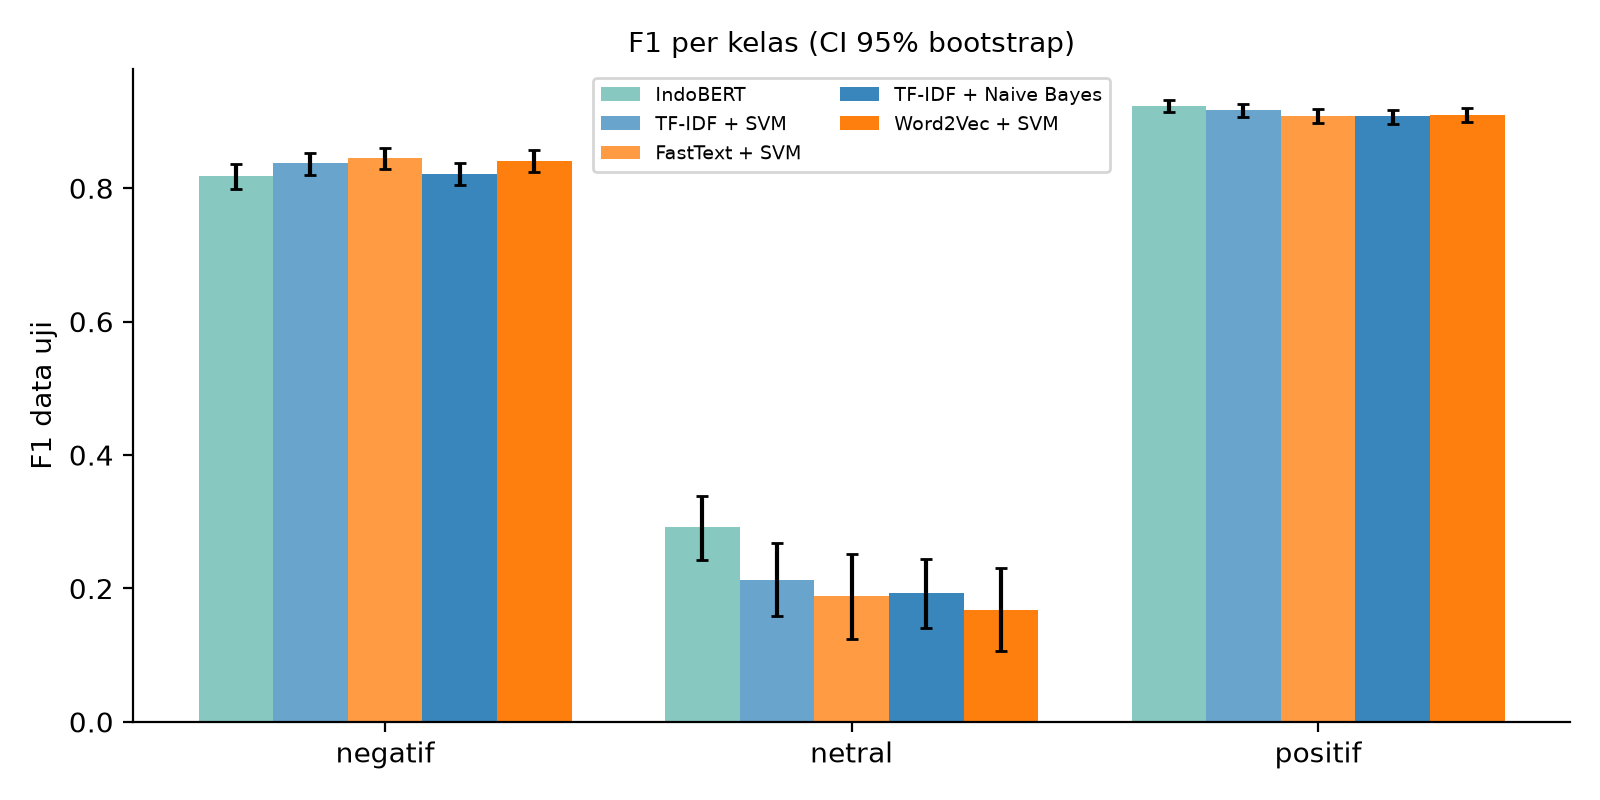 F1 per kelas (CI 95% bootstrap)
IndoBERT
TF-IDF + SVM
FastText + SVM
TF-IDF + Naive Bayes
Word2Vec + SVM
F1 data uji
0.8
0.6
0.4
0.2
0.0
negatif
netral
positif